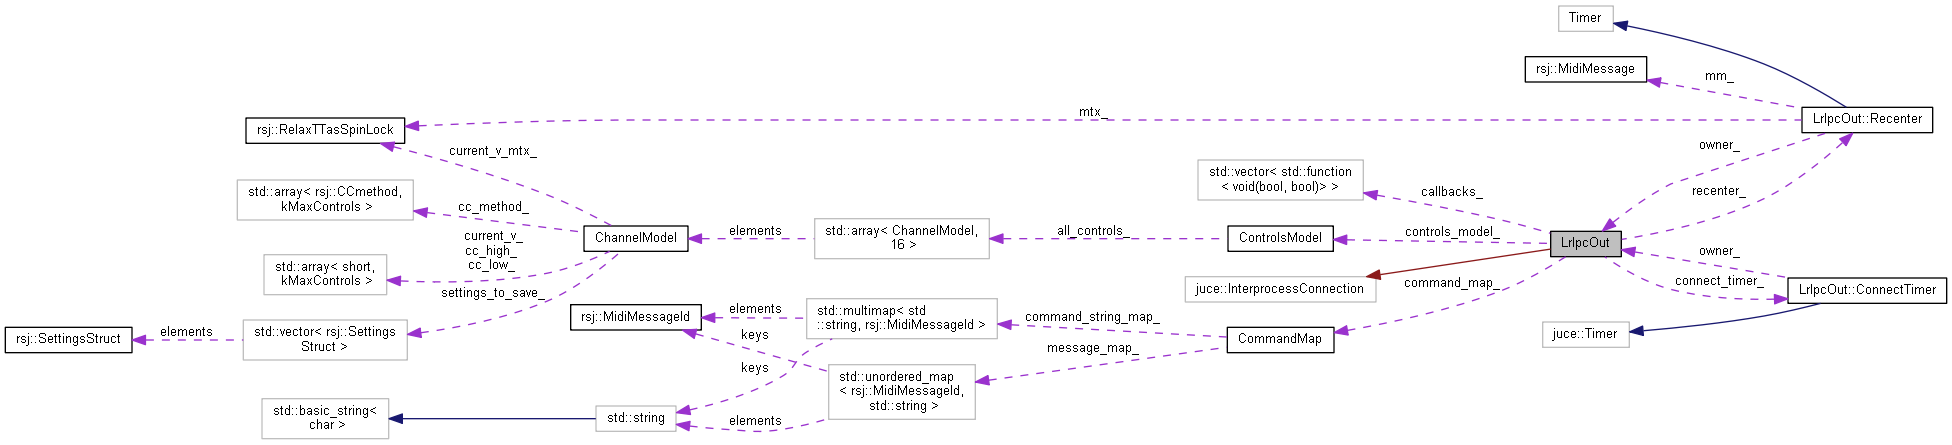 Timer
rsj::MidiMessage
mm_
LrIpcOut::Recenter
mtx_
rsj::RelaxTTasSpinLock
current_v_mtx_
owner_
std::vector< std::function
< void(bool, bool)> >
callbacks_
recenter_
std::array< rsj::CCmethod,
kMaxControls >
cc_method_
ChannelModel
elements
std::array< ChannelModel,
16 >
all_controls_
ControlsModel
controls_model_
LrIpcOut
current_v_
cc_high_
cc_low_
std::array< short,
kMaxControls >
owner_
juce::InterprocessConnection
command_map_
connect_timer_
LrIpcOut::ConnectTimer
settings_to_save_
rsj::MidiMessageId
elements
std::multimap< std
::string, rsj::MidiMessageId >
command_string_map_
rsj::SettingsStruct
elements
std::vector< rsj::Settings
Struct >
keys
CommandMap
juce::Timer
message_map_
keys
std::unordered_map
< rsj::MidiMessageId,
std::string >
std::basic_string<
char >
std::string
elements